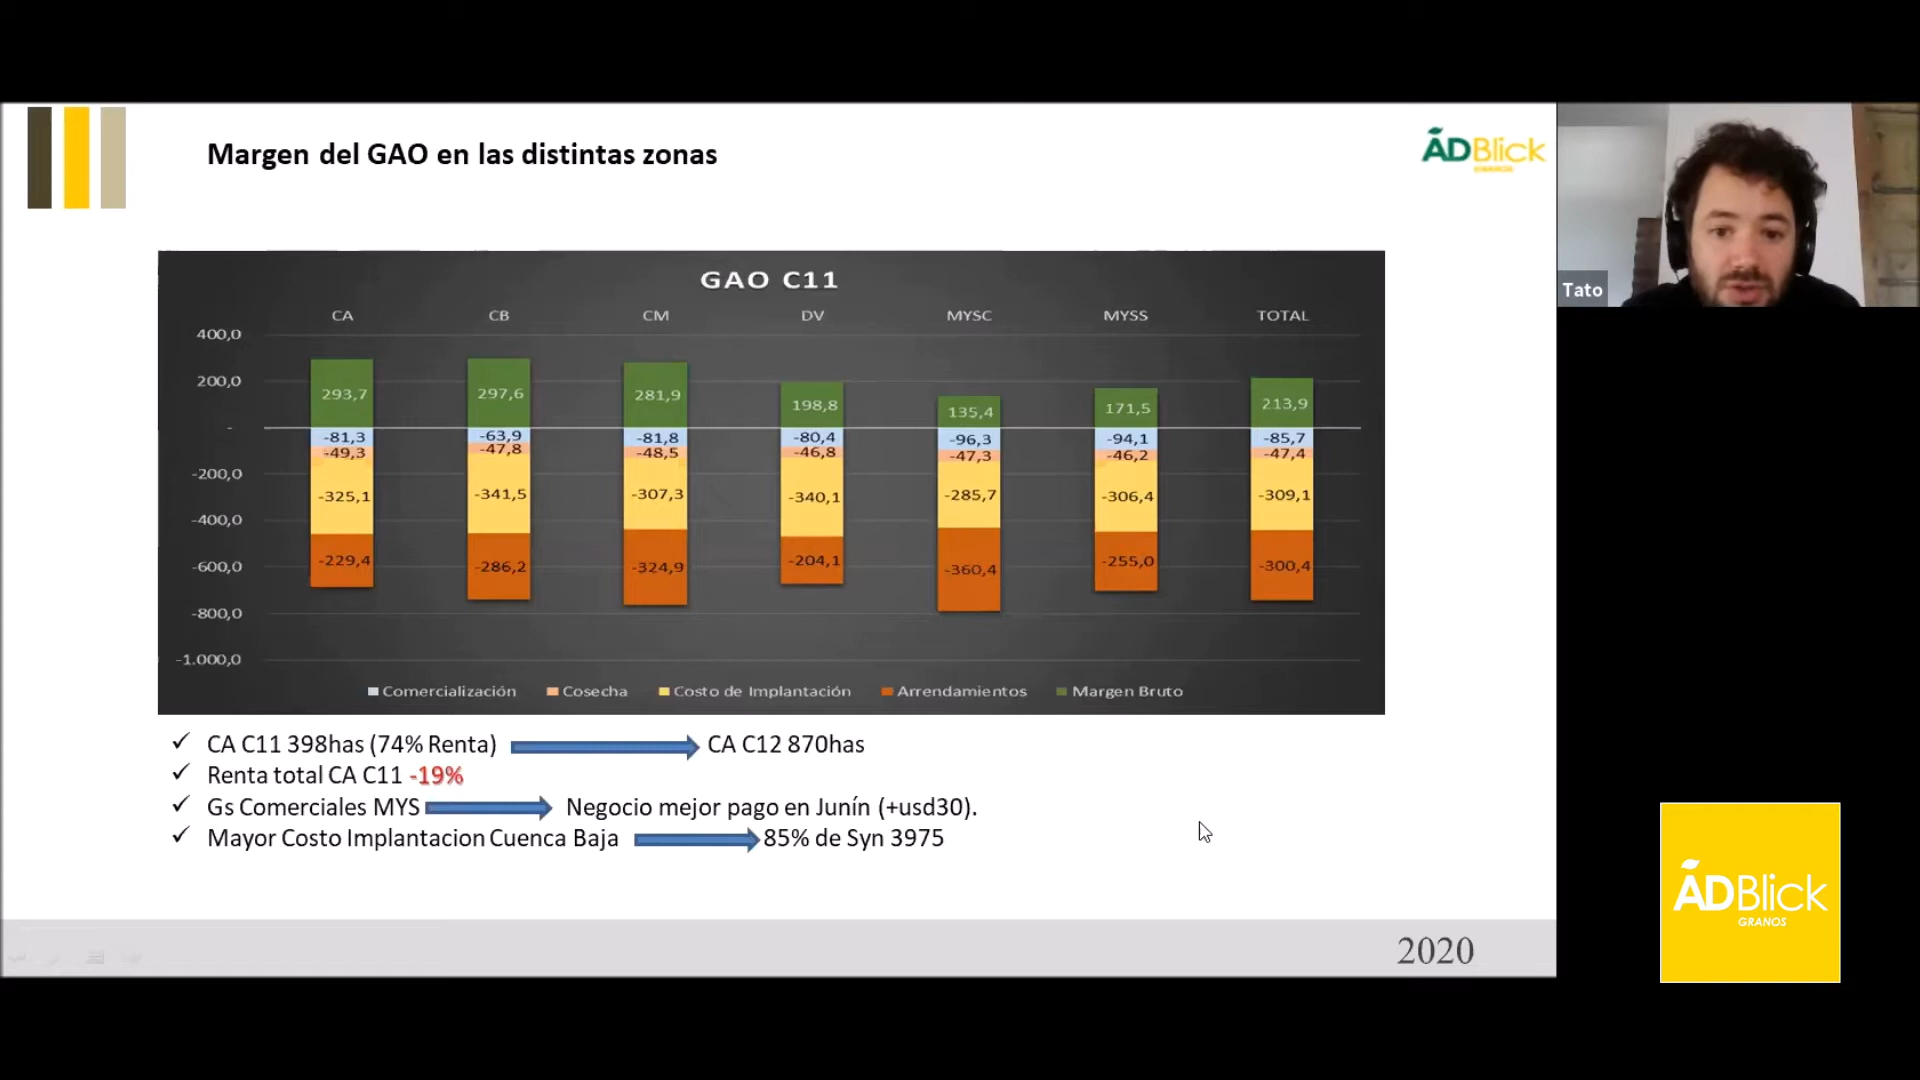 Margen del GAO en las distintas zonas
ADBlick
GAO C11
CA CB CM DV MYSC MYSS TOTAL
400,0
200,0
293,7 297,6 281,9 198,8 135,4 171,5 213,9
-
-81,3 -63,9 -81,8 -80,4 -96,3 -94,1 -85,7
-49,3 -47,8 -48,5 -46,8 -47,3 -46,2 -47,4
-200,0
-325,1 -341,5 -307,3 -340,1 -285,7 -306,4 -309,1
-400,0
-229,4 -286,2 -324,9 -204,1 -360,4 -255,0 -300,4
-600,0
-800,0
-1.000,0
Comercialización Cosecha Costo de Implantación Arrendamientos Margen Bruto
✓ CA C11 398has (74% Renta) CA C12 870has
✓ Renta total CA C11 -19%
✓ Gs Comerciales MYS Negocio mejor pago en Junín (+usd30).
✓ Mayor Costo Implantacion Cuenca Baja 85% de Syn 3975
2020
Tato
ADBlick
GRANOS